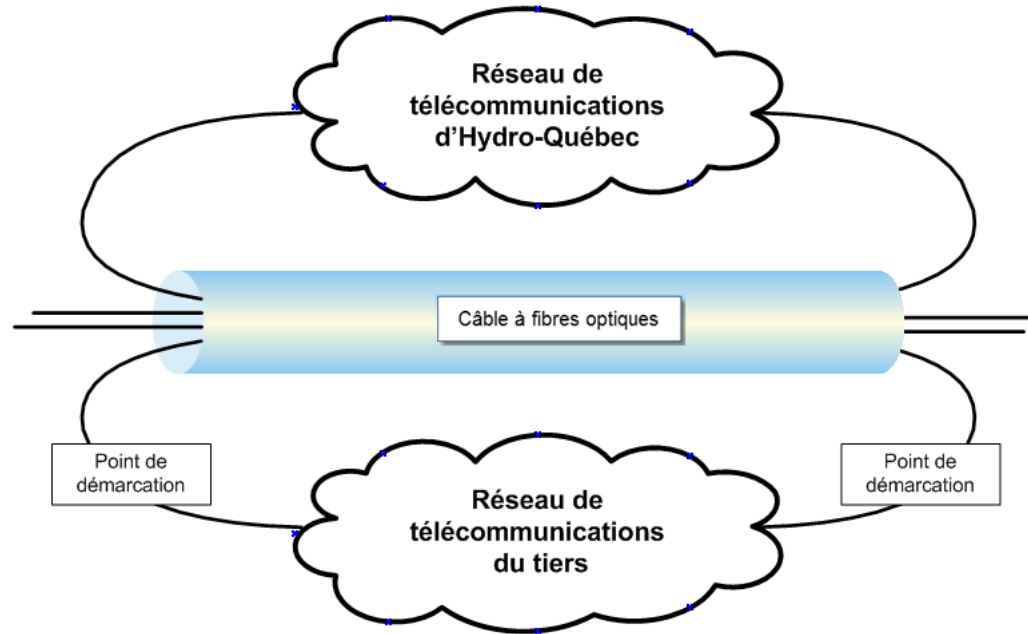 Réseau de
télécommunications
d'Hydro-Québec
Câble à fibres optiques
Point de
démarcation
Point de
démarcation
Réseau de
télécommunications
du tiers